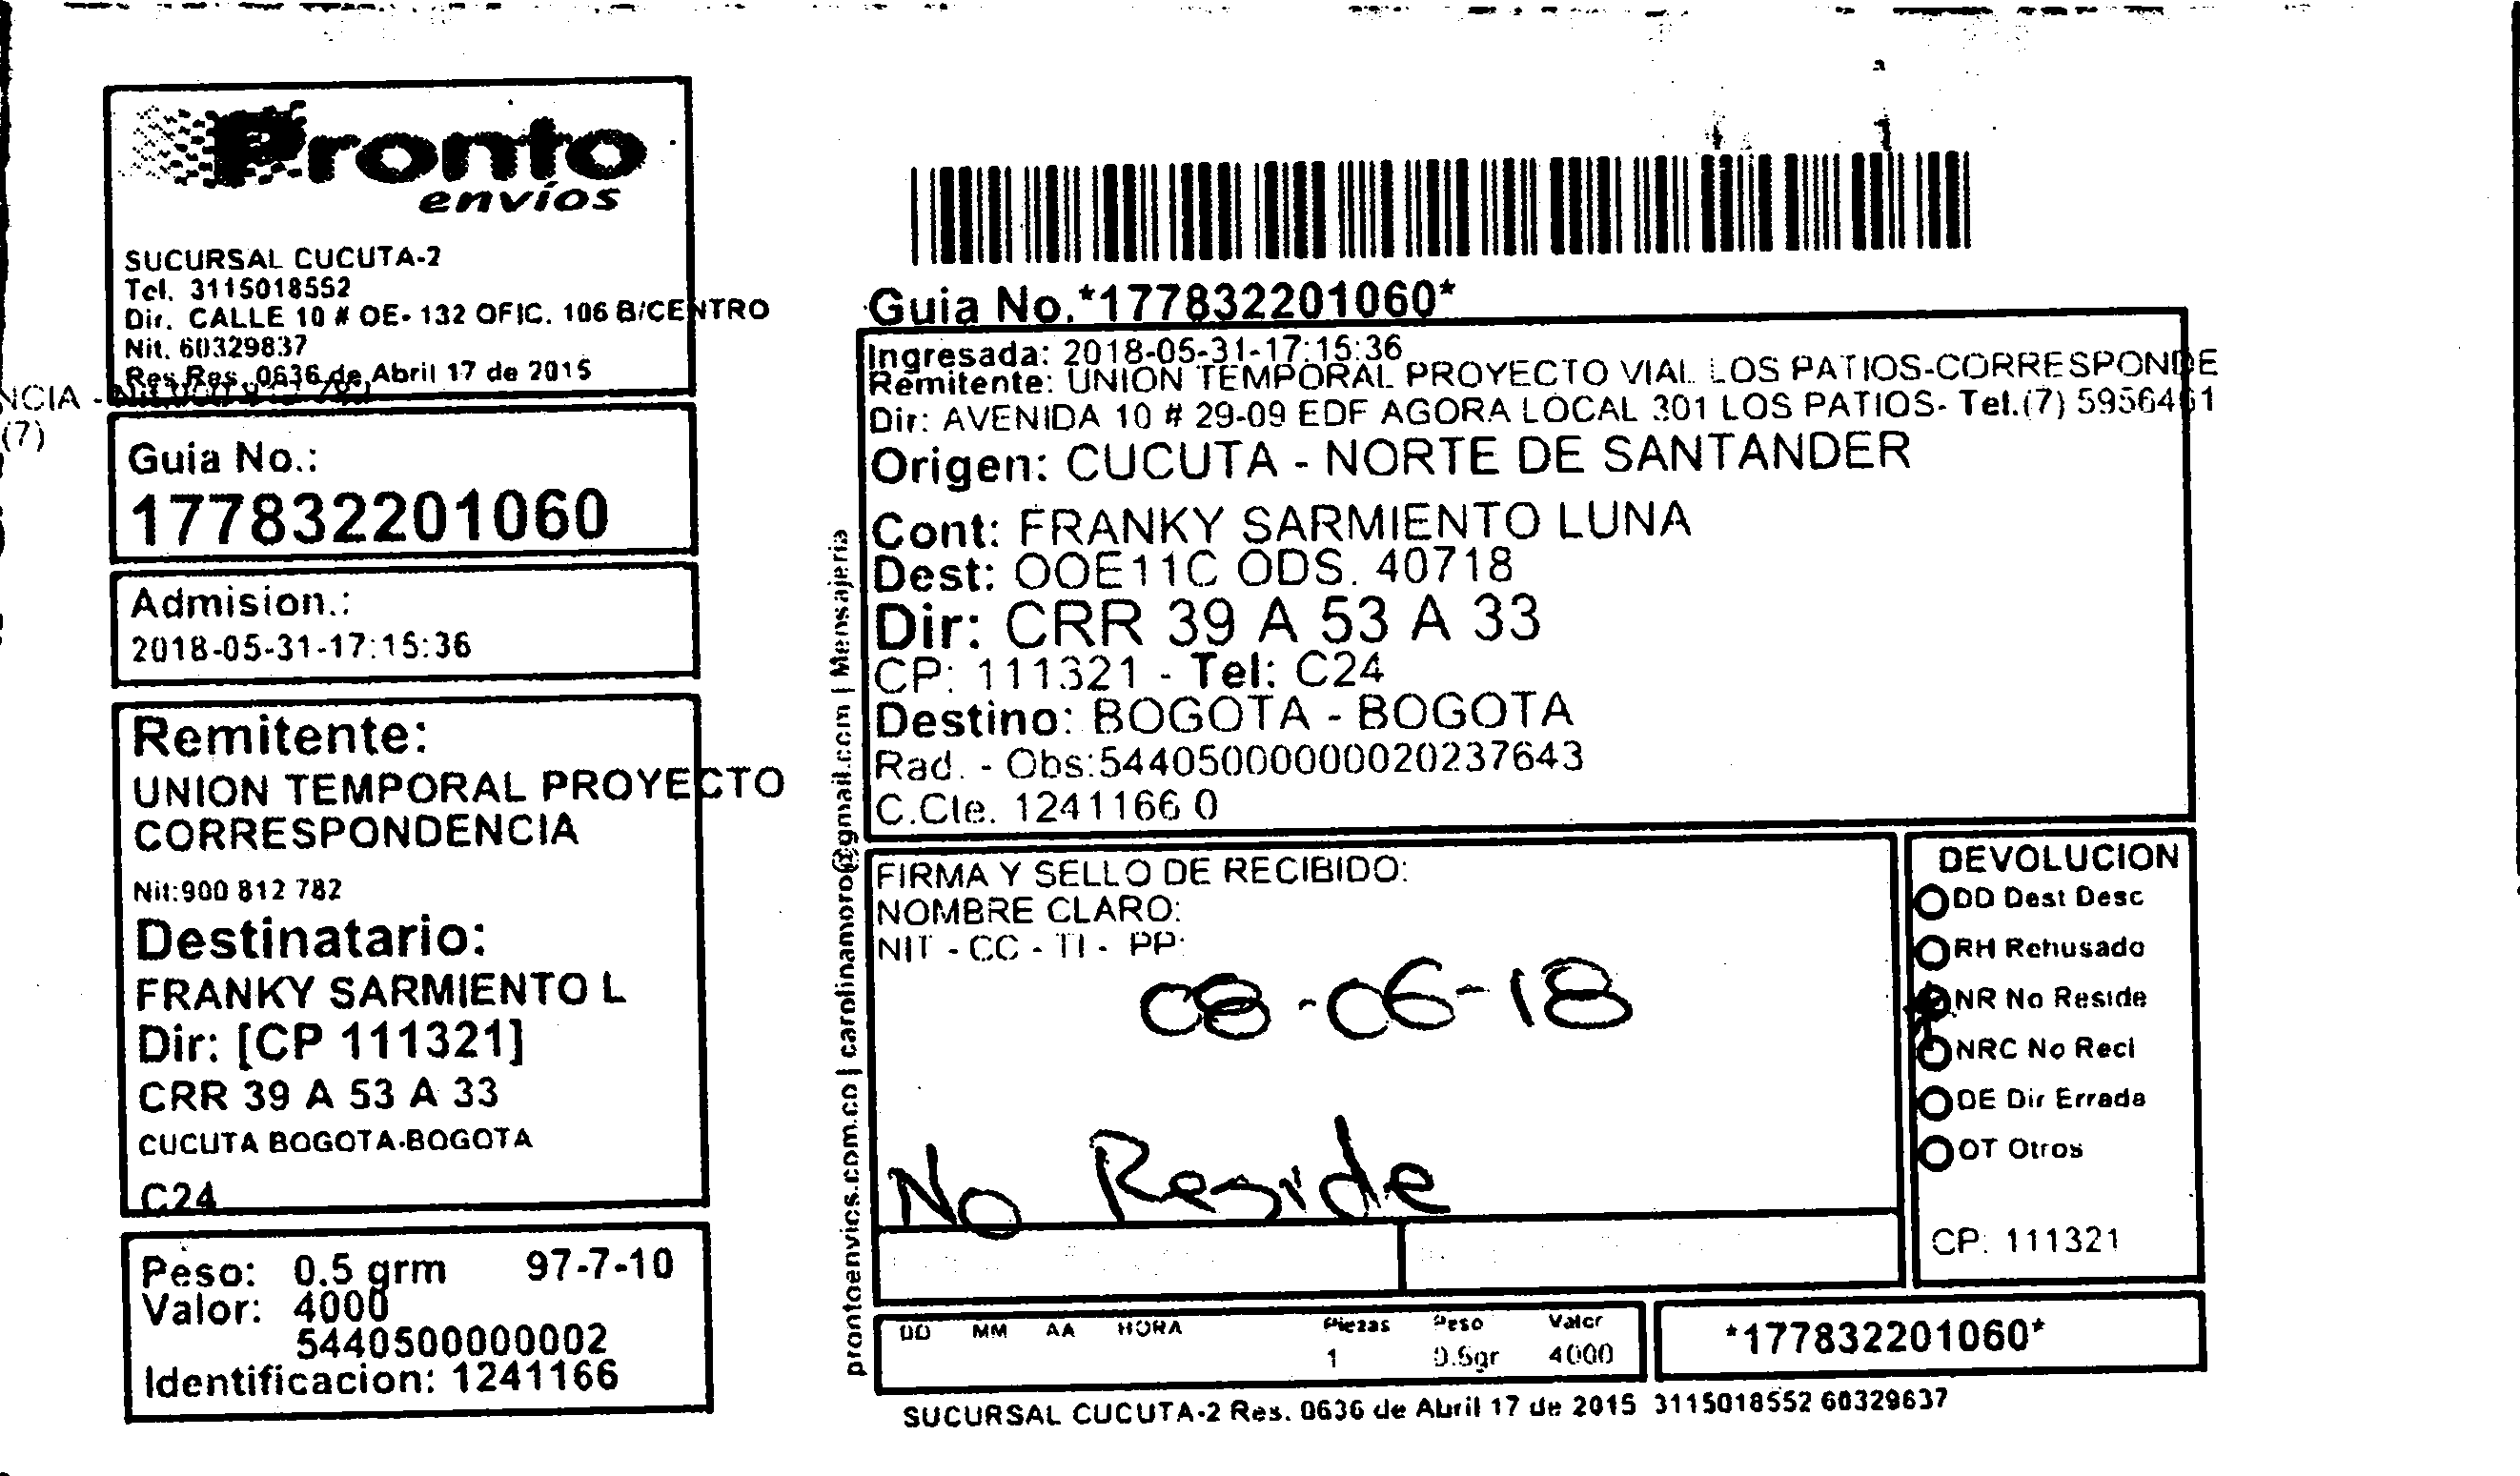 Pronto
envíos
SUCURSAL CUCUTA-2
Tel. 3115018552
Dir. CALLE 10 # OE- 132 OFIC. 106 B/CENTRO
Nit. 60329837
Res Res. 0636 de Abril 17 de 2015
NCIA -
(7)
Guia No.:
177832201060
Admision.:
2018-05-31-17:15:36
Remitente:
UNION TEMPORAL PROYECTO
CORRESPONDENCIA
Nit:900 812 782
Destinatario:
FRANKY SARMIENTO L
Dir: [CP 111321]
CRR 39 A 53 A 33
CUCUTA BOGOTA-BOGOTA
C24
Peso: 0.5 grm 97-7-10
Valor: 4000
5440500000002
Identificacion: 1241166
prontoenvios.com.co | carolinamoro@gmail.com | Mensajeria
Guia No.*177832201060*
Ingresada: 2018-05-31-17:15:36
Remitente: UNION TEMPORAL PROYECTO VIAL LOS PATIOS-CORRESPONDE
Dir: AVENIDA 10 # 29-09 EDF AGORA LOCAL 301 LOS PATIOS- Tel.(7) 5956461
Origen: CUCUTA - NORTE DE SANTANDER
Cont: FRANKY SARMIENTO LUNA
Dest: OOE11C ODS. 40718
Dir: CRR 39 A 53 A 33
CP: 111321 - Tel: C24
Destino: BOGOTA - BOGOTA
Rad. - Obs:544050000000020237643
C.Cle. 1241166 0
FIRMA Y SELLO DE RECIBIDO:
NOMBRE CLARO:
NIT - CC - TI - PP:
08-06-18
No Reside
DEVOLUCION
DD Dest Desc
RH Rehusado
NR No Reside
NRC No Reci
DE Dir Errada
OT Otros
CP: 111321
DD MM AA HORA Piezas Peso Valor
1 0.5gr 4000
*177832201060*
SUCURSAL CUCUTA-2 Res. 0636 de Abril 17 de 2015 3115018552 60329837